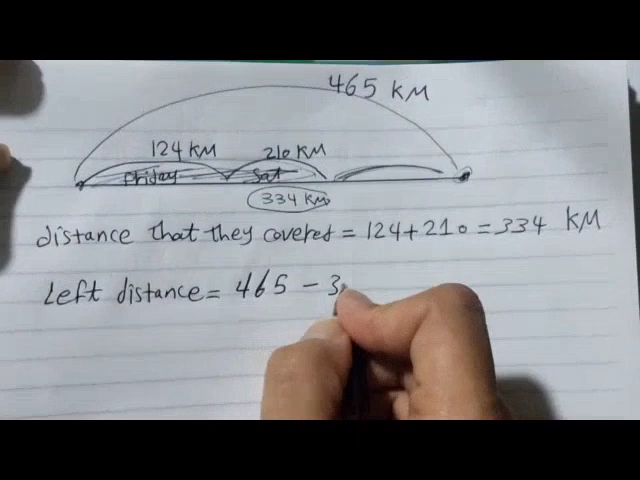 465 KM
124 KM 210 KM
Friday Sat
334 KM
distance that they covered = 124+210 = 334 KM
Left distance = 465 - 3